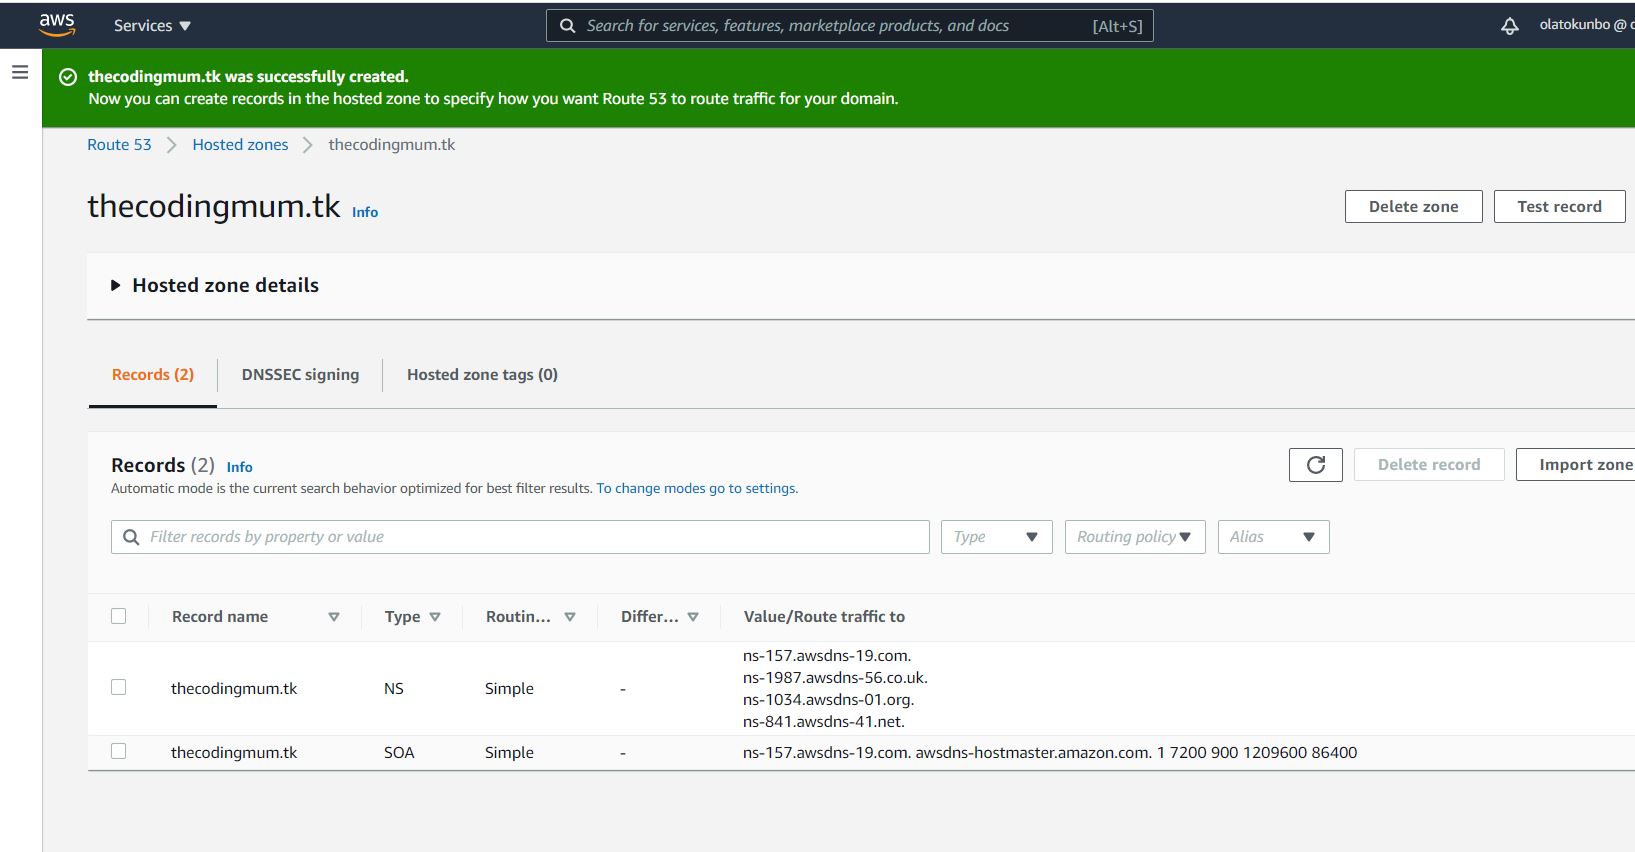 aws
Services
Search for services, features, marketplace products, and docs [Alt+S]
olatokunbo @
thecodingmum.tk was successfully created.
Now you can create records in the hosted zone to specify how you want Route 53 to route traffic for your domain.
Route 53 Hosted zones thecodingmum.tk
thecodingmum.tk Info
Delete zone Test record
Hosted zone details
Records (2) DNSSEC signing Hosted zone tags (0)
Records (2) Info
Delete record Import zone
Automatic mode is the current search behavior optimized for best filter results. To change modes go to settings.
Filter records by property or value Type Routing policy Alias
Record name Type Routin... Differ... Value/Route traffic to
ns-157.awsdns-19.com.
ns-1987.awsdns-56.co.uk.
thecodingmum.tk NS Simple -
ns-1034.awsdns-01.org.
ns-841.awsdns-41.net.
thecodingmum.tk SOA Simple - ns-157.awsdns-19.com. awsdns-hostmaster.amazon.com. 1 7200 900 1209600 86400